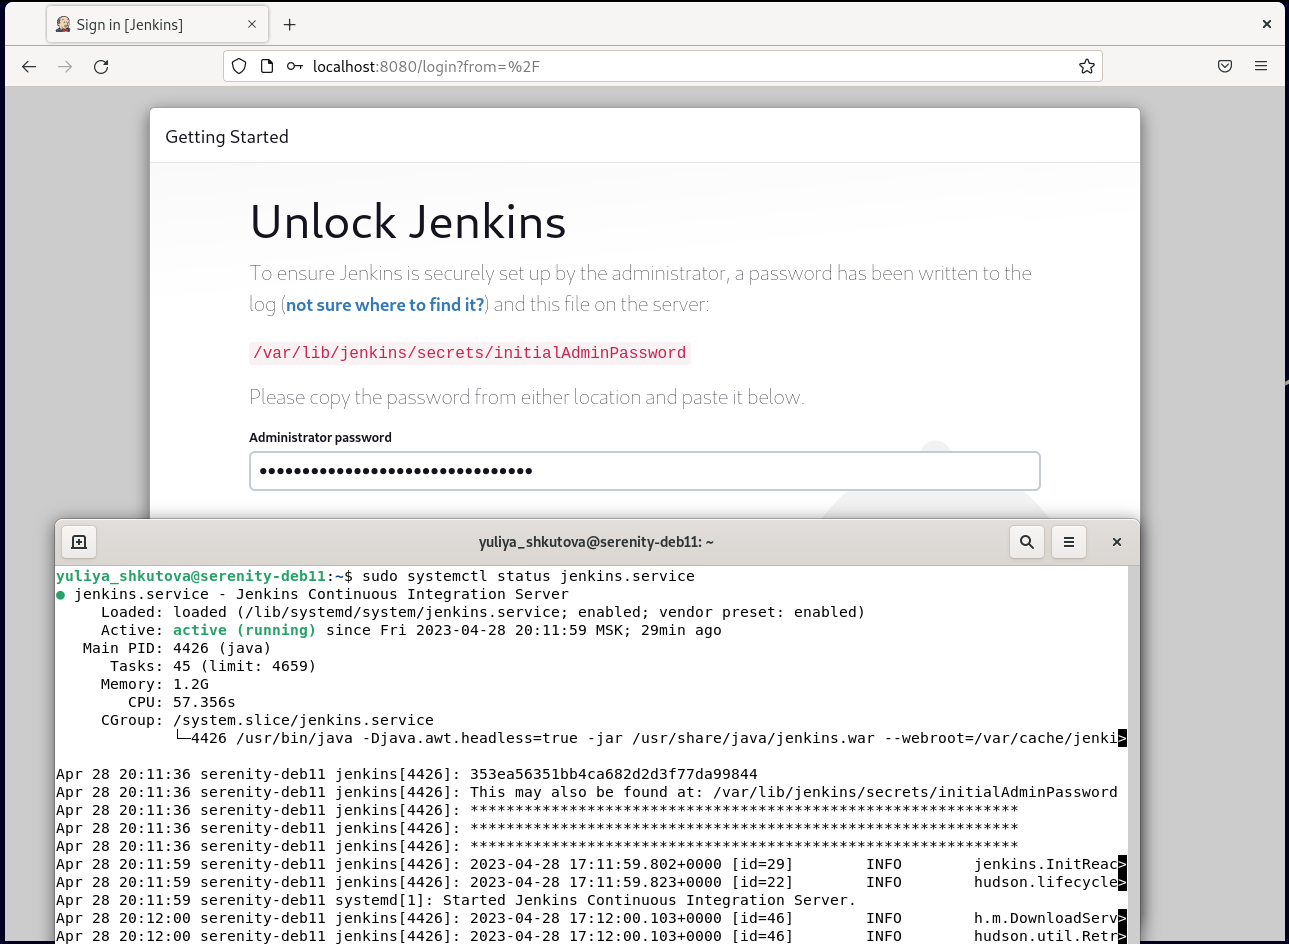 Sign in [Jenkins]
localhost:8080/login?from=%2F
Getting Started
Unlock Jenkins
To ensure Jenkins is securely set up by the administrator, a password has been written to the
log (not sure where to find it?) and this file on the server:
/var/lib/jenkins/secrets/initialAdminPassword
Please copy the password from either location and paste it below.
Administrator password
••••••••••••••••••••••••••••••••
yuliya_shkutova@serenity-deb11: ~
yuliya_shkutova@serenity-deb11:~$ sudo systemctl status jenkins.service
● jenkins.service - Jenkins Continuous Integration Server
Loaded: loaded (/lib/systemd/system/jenkins.service; enabled; vendor preset: enabled)
Active: active (running) since Fri 2023-04-28 20:11:59 MSK; 29min ago
Main PID: 4426 (java)
Tasks: 45 (limit: 4659)
Memory: 1.2G
CPU: 57.356s
CGroup: /system.slice/jenkins.service
└─4426 /usr/bin/java -Djava.awt.headless=true -jar /usr/share/java/jenkins.war --webroot=/var/cache/jenki>
Apr 28 20:11:36 serenity-deb11 jenkins[4426]: 353ea56351bb4ca682d2d3f77da99844
Apr 28 20:11:36 serenity-deb11 jenkins[4426]: This may also be found at: /var/lib/jenkins/secrets/initialAdminPassword
Apr 28 20:11:36 serenity-deb11 jenkins[4426]: *************************************************************
Apr 28 20:11:36 serenity-deb11 jenkins[4426]: *************************************************************
Apr 28 20:11:36 serenity-deb11 jenkins[4426]: *************************************************************
Apr 28 20:11:59 serenity-deb11 jenkins[4426]: 2023-04-28 17:11:59.802+0000 [id=29]        INFO        jenkins.InitReac>
Apr 28 20:11:59 serenity-deb11 jenkins[4426]: 2023-04-28 17:11:59.823+0000 [id=22]        INFO        hudson.lifecycle>
Apr 28 20:11:59 serenity-deb11 systemd[1]: Started Jenkins Continuous Integration Server.
Apr 28 20:12:00 serenity-deb11 jenkins[4426]: 2023-04-28 17:12:00.103+0000 [id=46]        INFO        h.m.DownloadServ>
Apr 28 20:12:00 serenity-deb11 jenkins[4426]: 2023-04-28 17:12:00.103+0000 [id=46]        INFO        hudson.util.Retr>